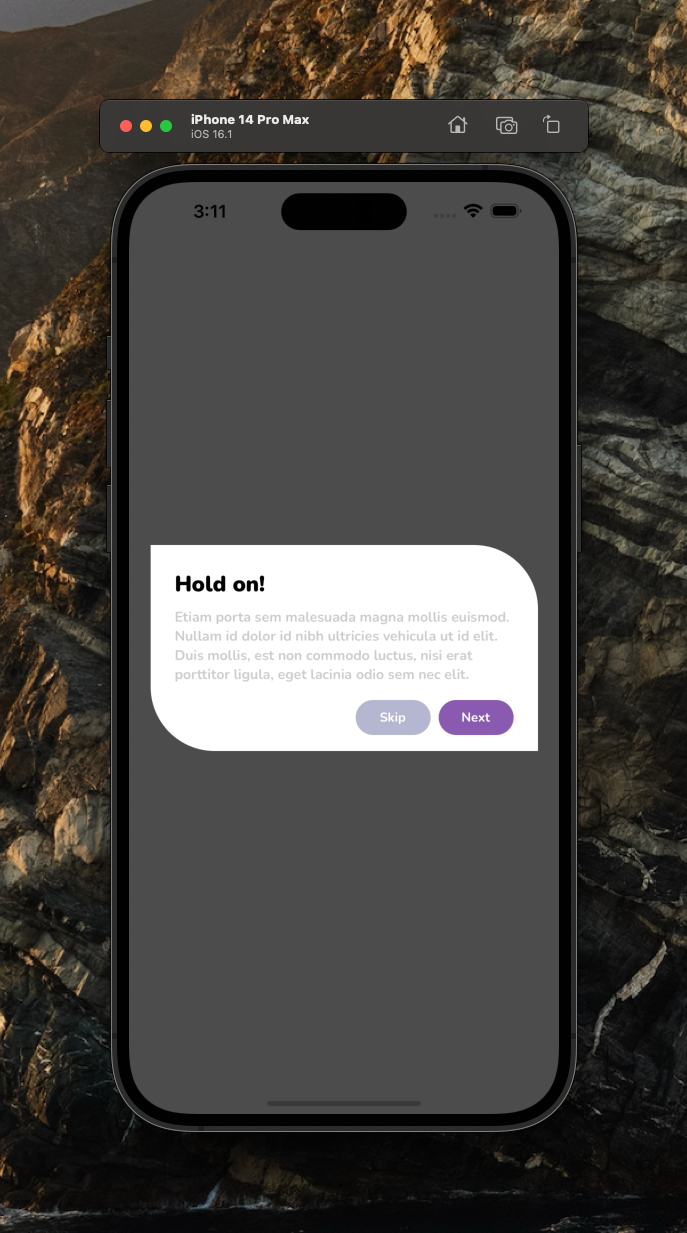 iPhone 14 Pro Max
iOS 16.1
3:11
Hold on!
Etiam porta sem malesuada magna mollis euismod.
Nullam id dolor id nibh ultricies vehicula ut id elit.
Duis mollis, est non commodo luctus, nisi erat
porttitor ligula, eget lacinia odio sem nec elit.
Skip
Next